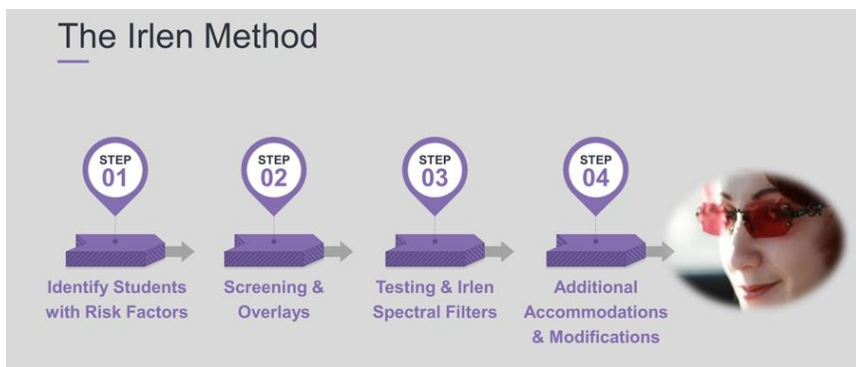 The Irlen Method
STEP
01
STEP
02
STEP
03
STEP
04
Identify Students
with Risk Factors
Screening &
Overlays
Testing & Irlen
Spectral Filters
Additional
Accommodations
& Modifications